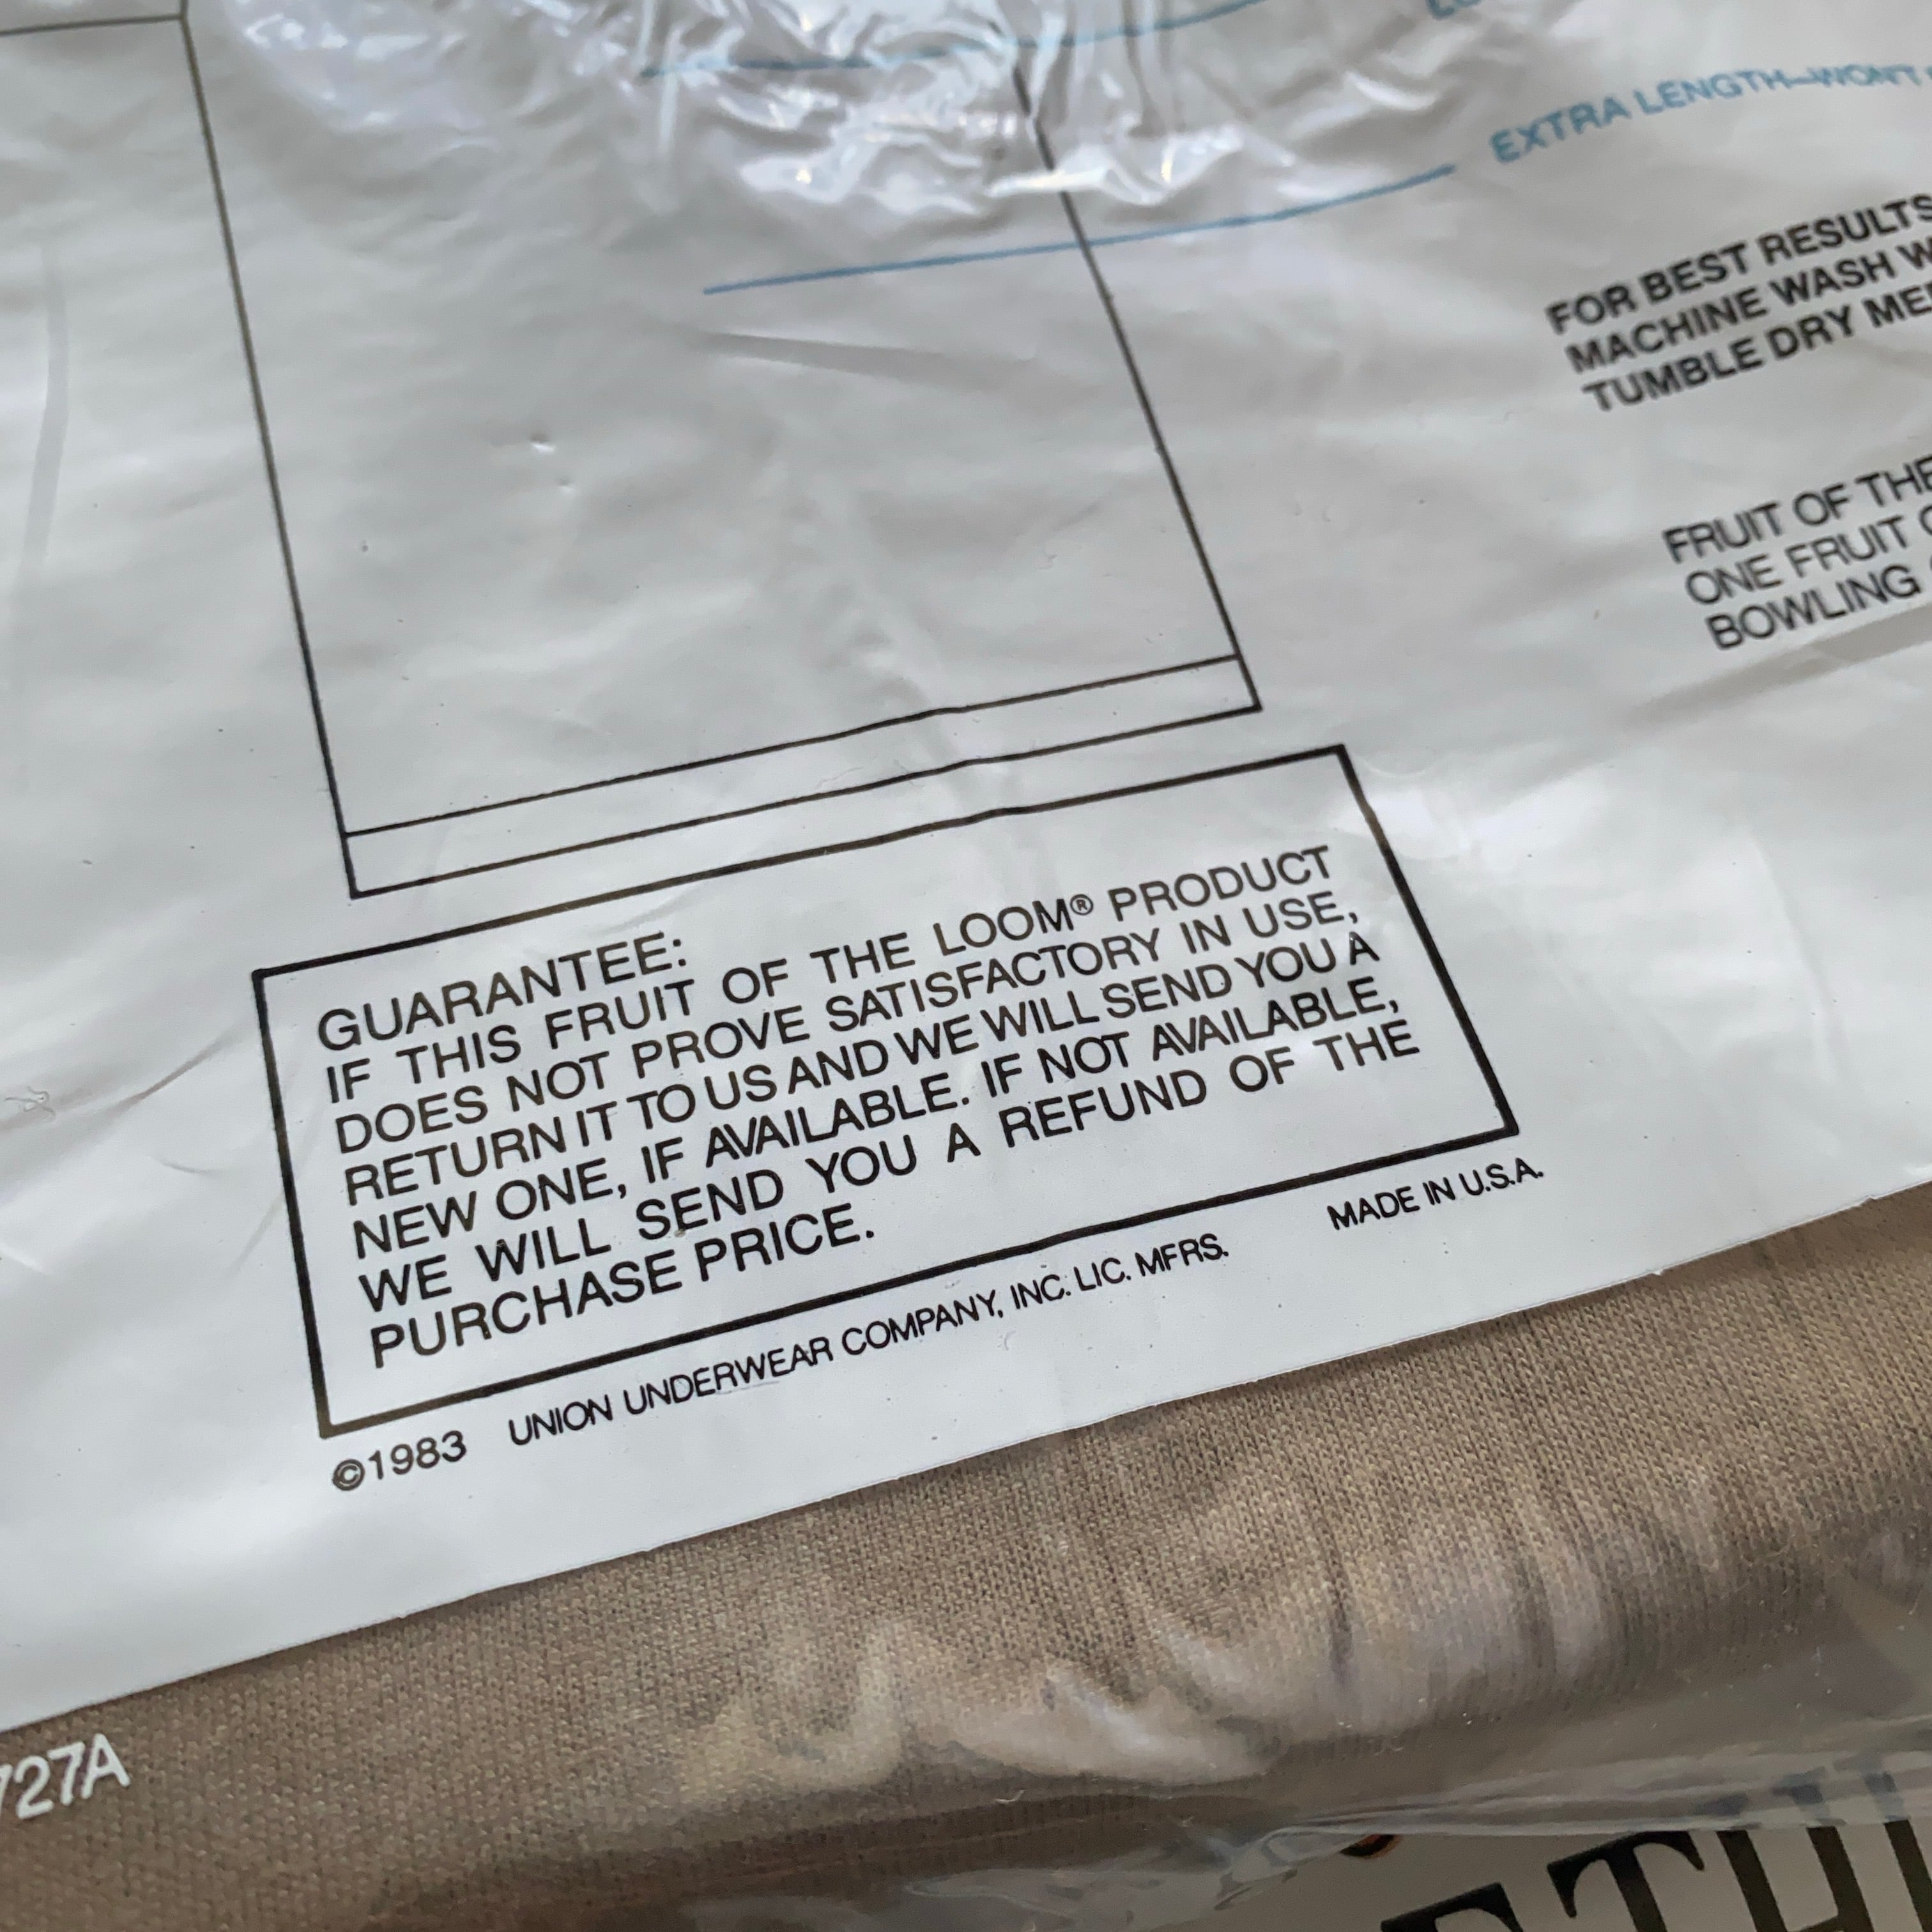 EXTRA LENGTH—WON'T
FOR BEST RESULTS
MACHINE WASH
TUMBLE DRY
FRUIT OF THE
ONE FRUIT
BOWLING
GUARANTEE:
IF THIS FRUIT OF THE LOOM® PRODUCT
DOES NOT PROVE SATISFACTORY IN USE,
RETURN IT TO US AND WE WILL SEND YOU A
NEW ONE, IF AVAILABLE. IF NOT AVAILABLE,
WE WILL SEND YOU A REFUND OF THE
PURCHASE PRICE.
©1983 UNION UNDERWEAR COMPANY, INC. LIC. MFRS. MADE IN U.S.A.
727A